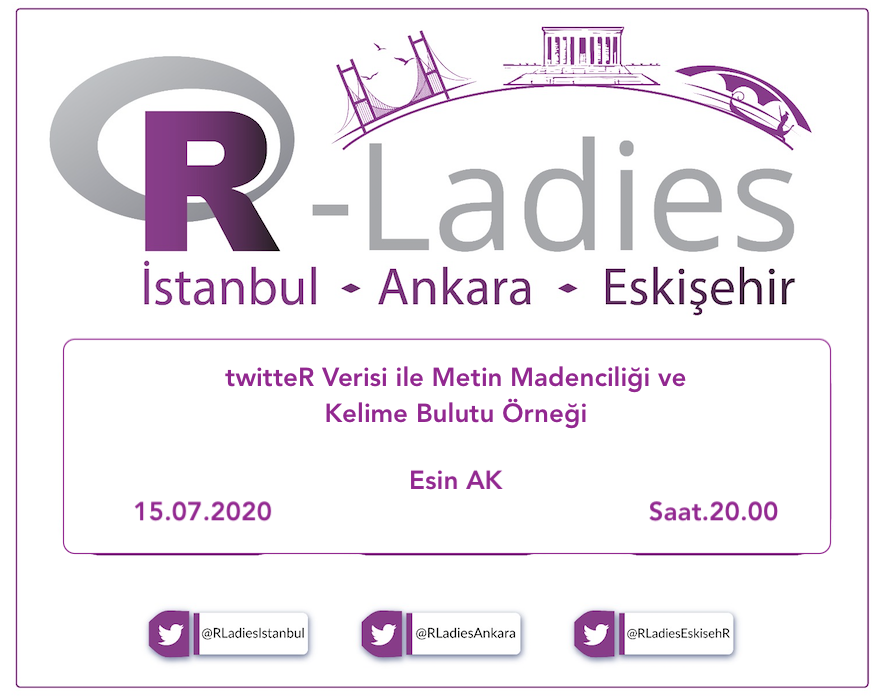 R-Ladies
İstanbul ◆ Ankara ◆ Eskişehir
twitteR Verisi ile Metin Madenciliği ve
Kelime Bulutu Örneği
Esin AK
15.07.2020 Saat.20.00
@RLadiesIstanbul @RLadiesAnkara @RLadiesEskisehR